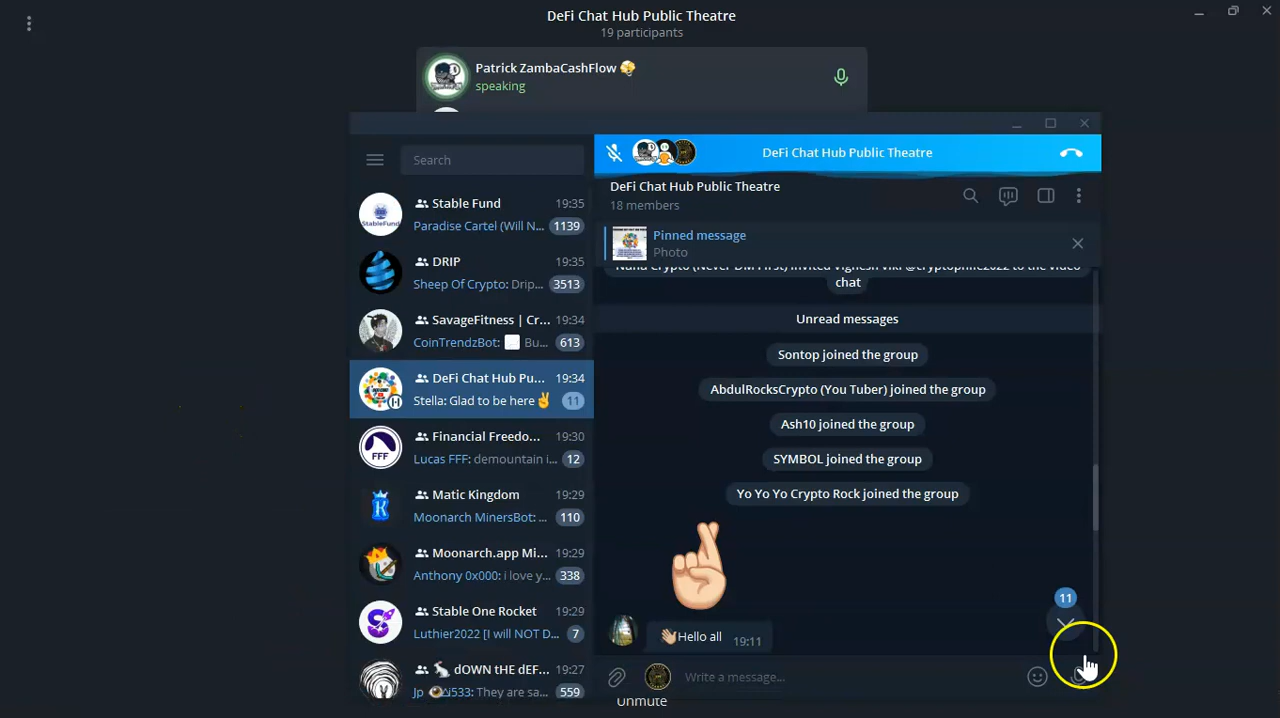 DeFi Chat Hub Public Theatre
19 participants
Patrick ZambaCashFlow
speaking
Search
DeFi Chat Hub Public Theatre
Stable Fund 19:35
Paradise Cartel (Will N... 1139
DRIP 19:35
Sheep Of Crypto: Drip... 3513
SavageFitness | Cr... 19:34
CoinTrendzBot: Bu... 613
DeFi Chat Hub Pu... 19:34
Stella: Glad to be here✌ 11
Financial Freedo... 19:30
Lucas FFF: demountain i... 12
Matic Kingdom 19:29
Moonarch MinersBot: ... 110
Moonarch.app Mi... 19:29
Anthony 0x000: i love y... 338
Stable One Rocket 19:29
Luthier2022 [I will NOT D... 7
dOWN tHE dEF... 19:27
533: They are sa... 559
DeFi Chat Hub Public Theatre
18 members
Pinned message
Photo
chat
Unread messages
Sontop joined the group
AbdulRocksCrypto (You Tuber) joined the group
Ash10 joined the group
SYMBOL joined the group
Yo Yo Yo Crypto Rock joined the group
11
👋Hello all 19:11
Write a message...
Unmute